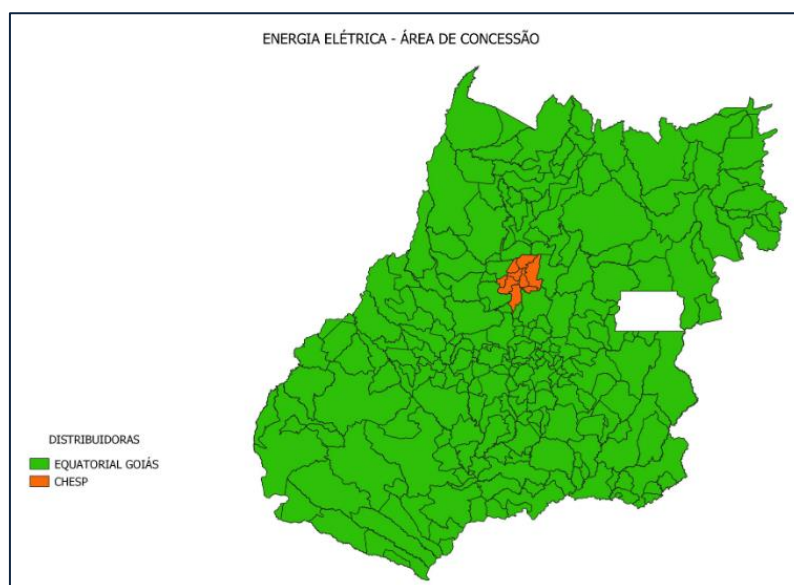 ENERGIA ELÉTRICA - ÁREA DE CONCESSÃO
DISTRIBUIDORAS
EQUATORIAL GOIÁS
CHESP